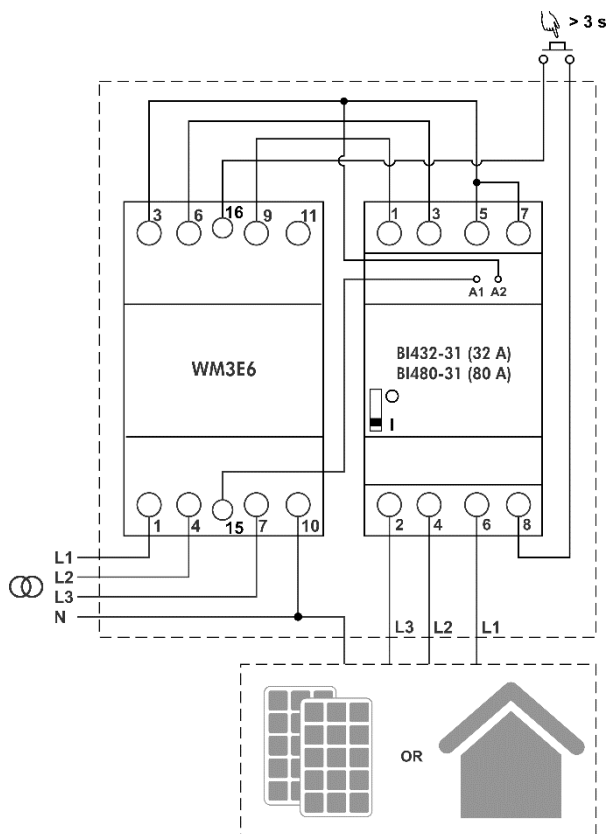 > 3 s
3 6 16 9 11
1 3 5 7
A1 A2
WM3E6
BI432-31 (32 A)
BI480-31 (80 A)
I
1 4 15 7 10
2 4 6 8
L1
L2
L3
N
L3 L2 L1
OR